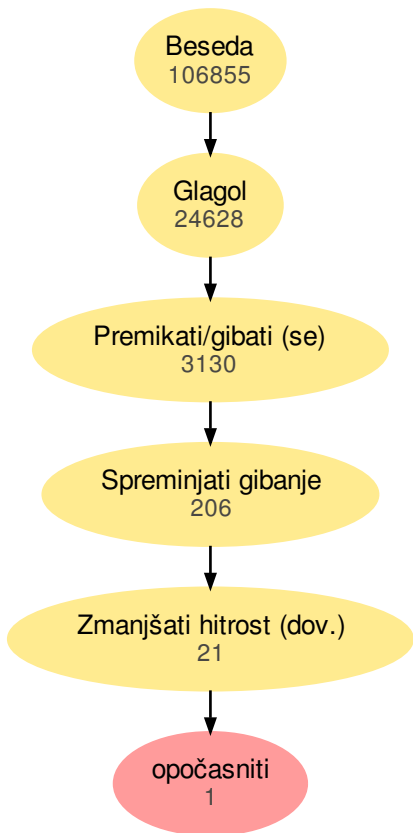 Beseda
106855
Glagol
24628
Premikati/gibati (se)
3130
Spreminjati gibanje
206
Zmanjšati hitrost (dov.)
21
opočasniti
1